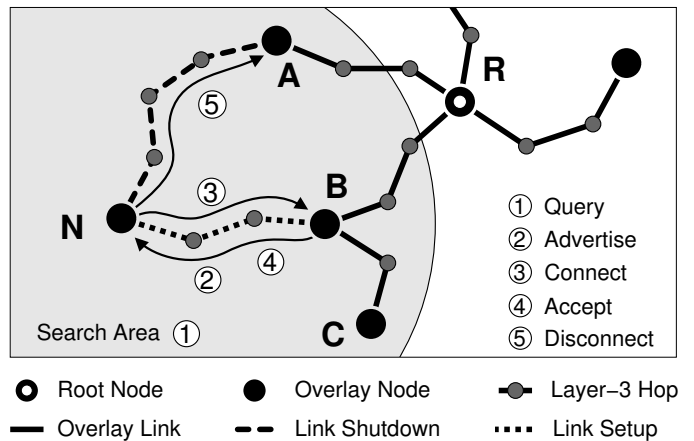 A
R
5
3
B
N
2
4
C
Search Area 1
1 Query
2 Advertise
3 Connect
4 Accept
5 Disconnect
Root Node
Overlay Node
Layer–3 Hop
Overlay Link
Link Shutdown
Link Setup